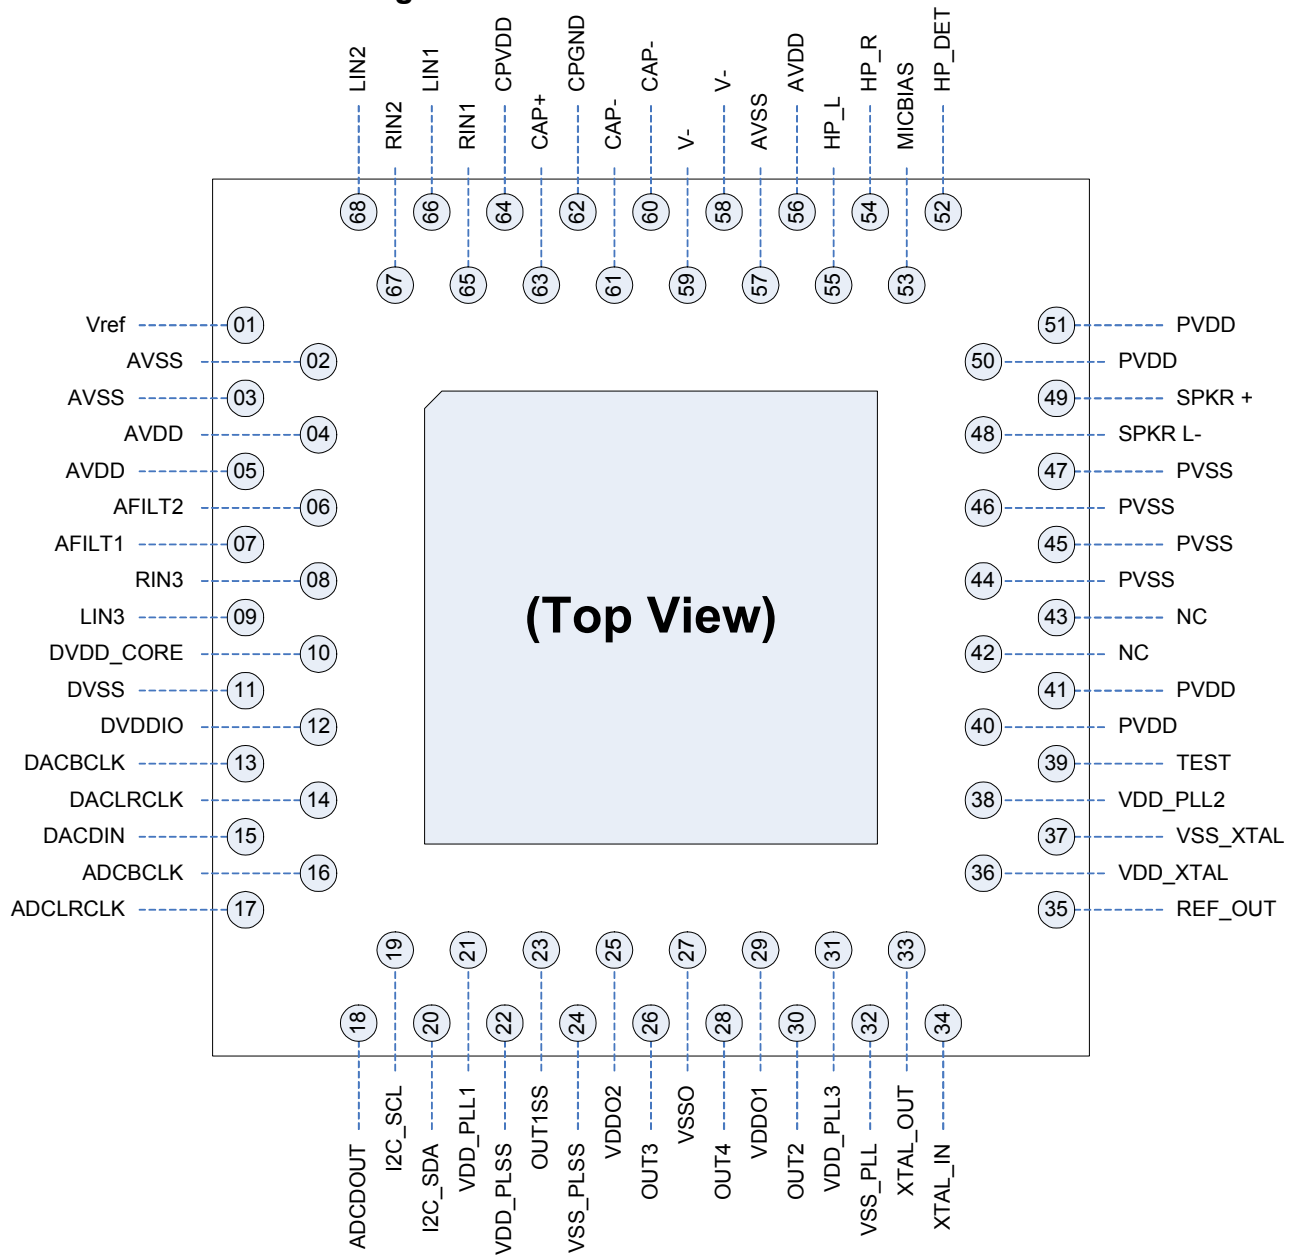 g
LIN2
RIN2
LIN1
RIN1
CPVDD
CAP+
CPGND
CAP-
CAP-
V-
V-
AVSS
AVDD
HP_L
HP_R
MICBIAS
HP_DET
68
67
66
65
64
63
62
61
60
59
58
57
56
55
54
53
52
Vref 01
AVSS 02
AVSS 03
AVDD 04
AVDD 05
AFILT2 06
AFILT1 07
RIN3 08
LIN3 09
DVDD_CORE 10
DVSS 11
DVDDIO 12
DACBCLK 13
DACLRCLK 14
DACDIN 15
ADCBCLK 16
ADCLRCLK 17
(Top View)
51 PVDD
50 PVDD
49 SPKR +
48 SPKR L-
47 PVSS
46 PVSS
45 PVSS
44 PVSS
43 NC
42 NC
41 PVDD
40 PVDD
39 TEST
38 VDD_PLL2
37 VSS_XTAL
36 VDD_XTAL
35 REF_OUT
18
19
20
21
22
23
24
25
26
27
28
29
30
31
32
33
34
ADCDOUT
I2C_SCL
I2C_SDA
VDD_PLL1
VDD_PLSS
OUT1SS
VSS_PLSS
VDDO2
OUT3
VSSO
OUT4
VDDO1
OUT2
VDD_PLL3
VSS_PLL
XTAL_OUT
XTAL_IN